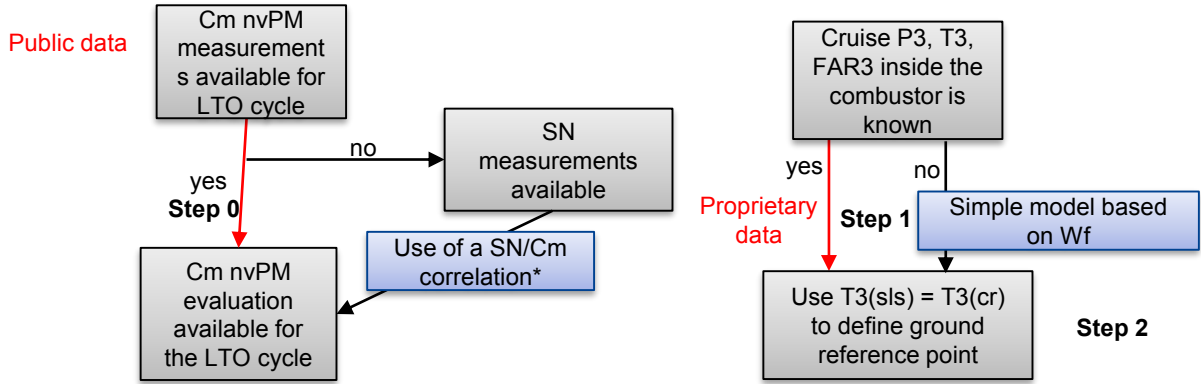 Public data
Cm nvPM
measurement
s available for
LTO cycle
no
SN
measurements
available
yes
Step 0
Use of a SN/Cm
correlation*
Cm nvPM
evaluation
available for
the LTO cycle
Cruise P3, T3,
FAR3 inside the
combustor is
known
yes
no
Proprietary
data
Step 1
Simple model based
on Wf
Use T3(sls) = T3(cr)
to define ground
reference point
Step 2